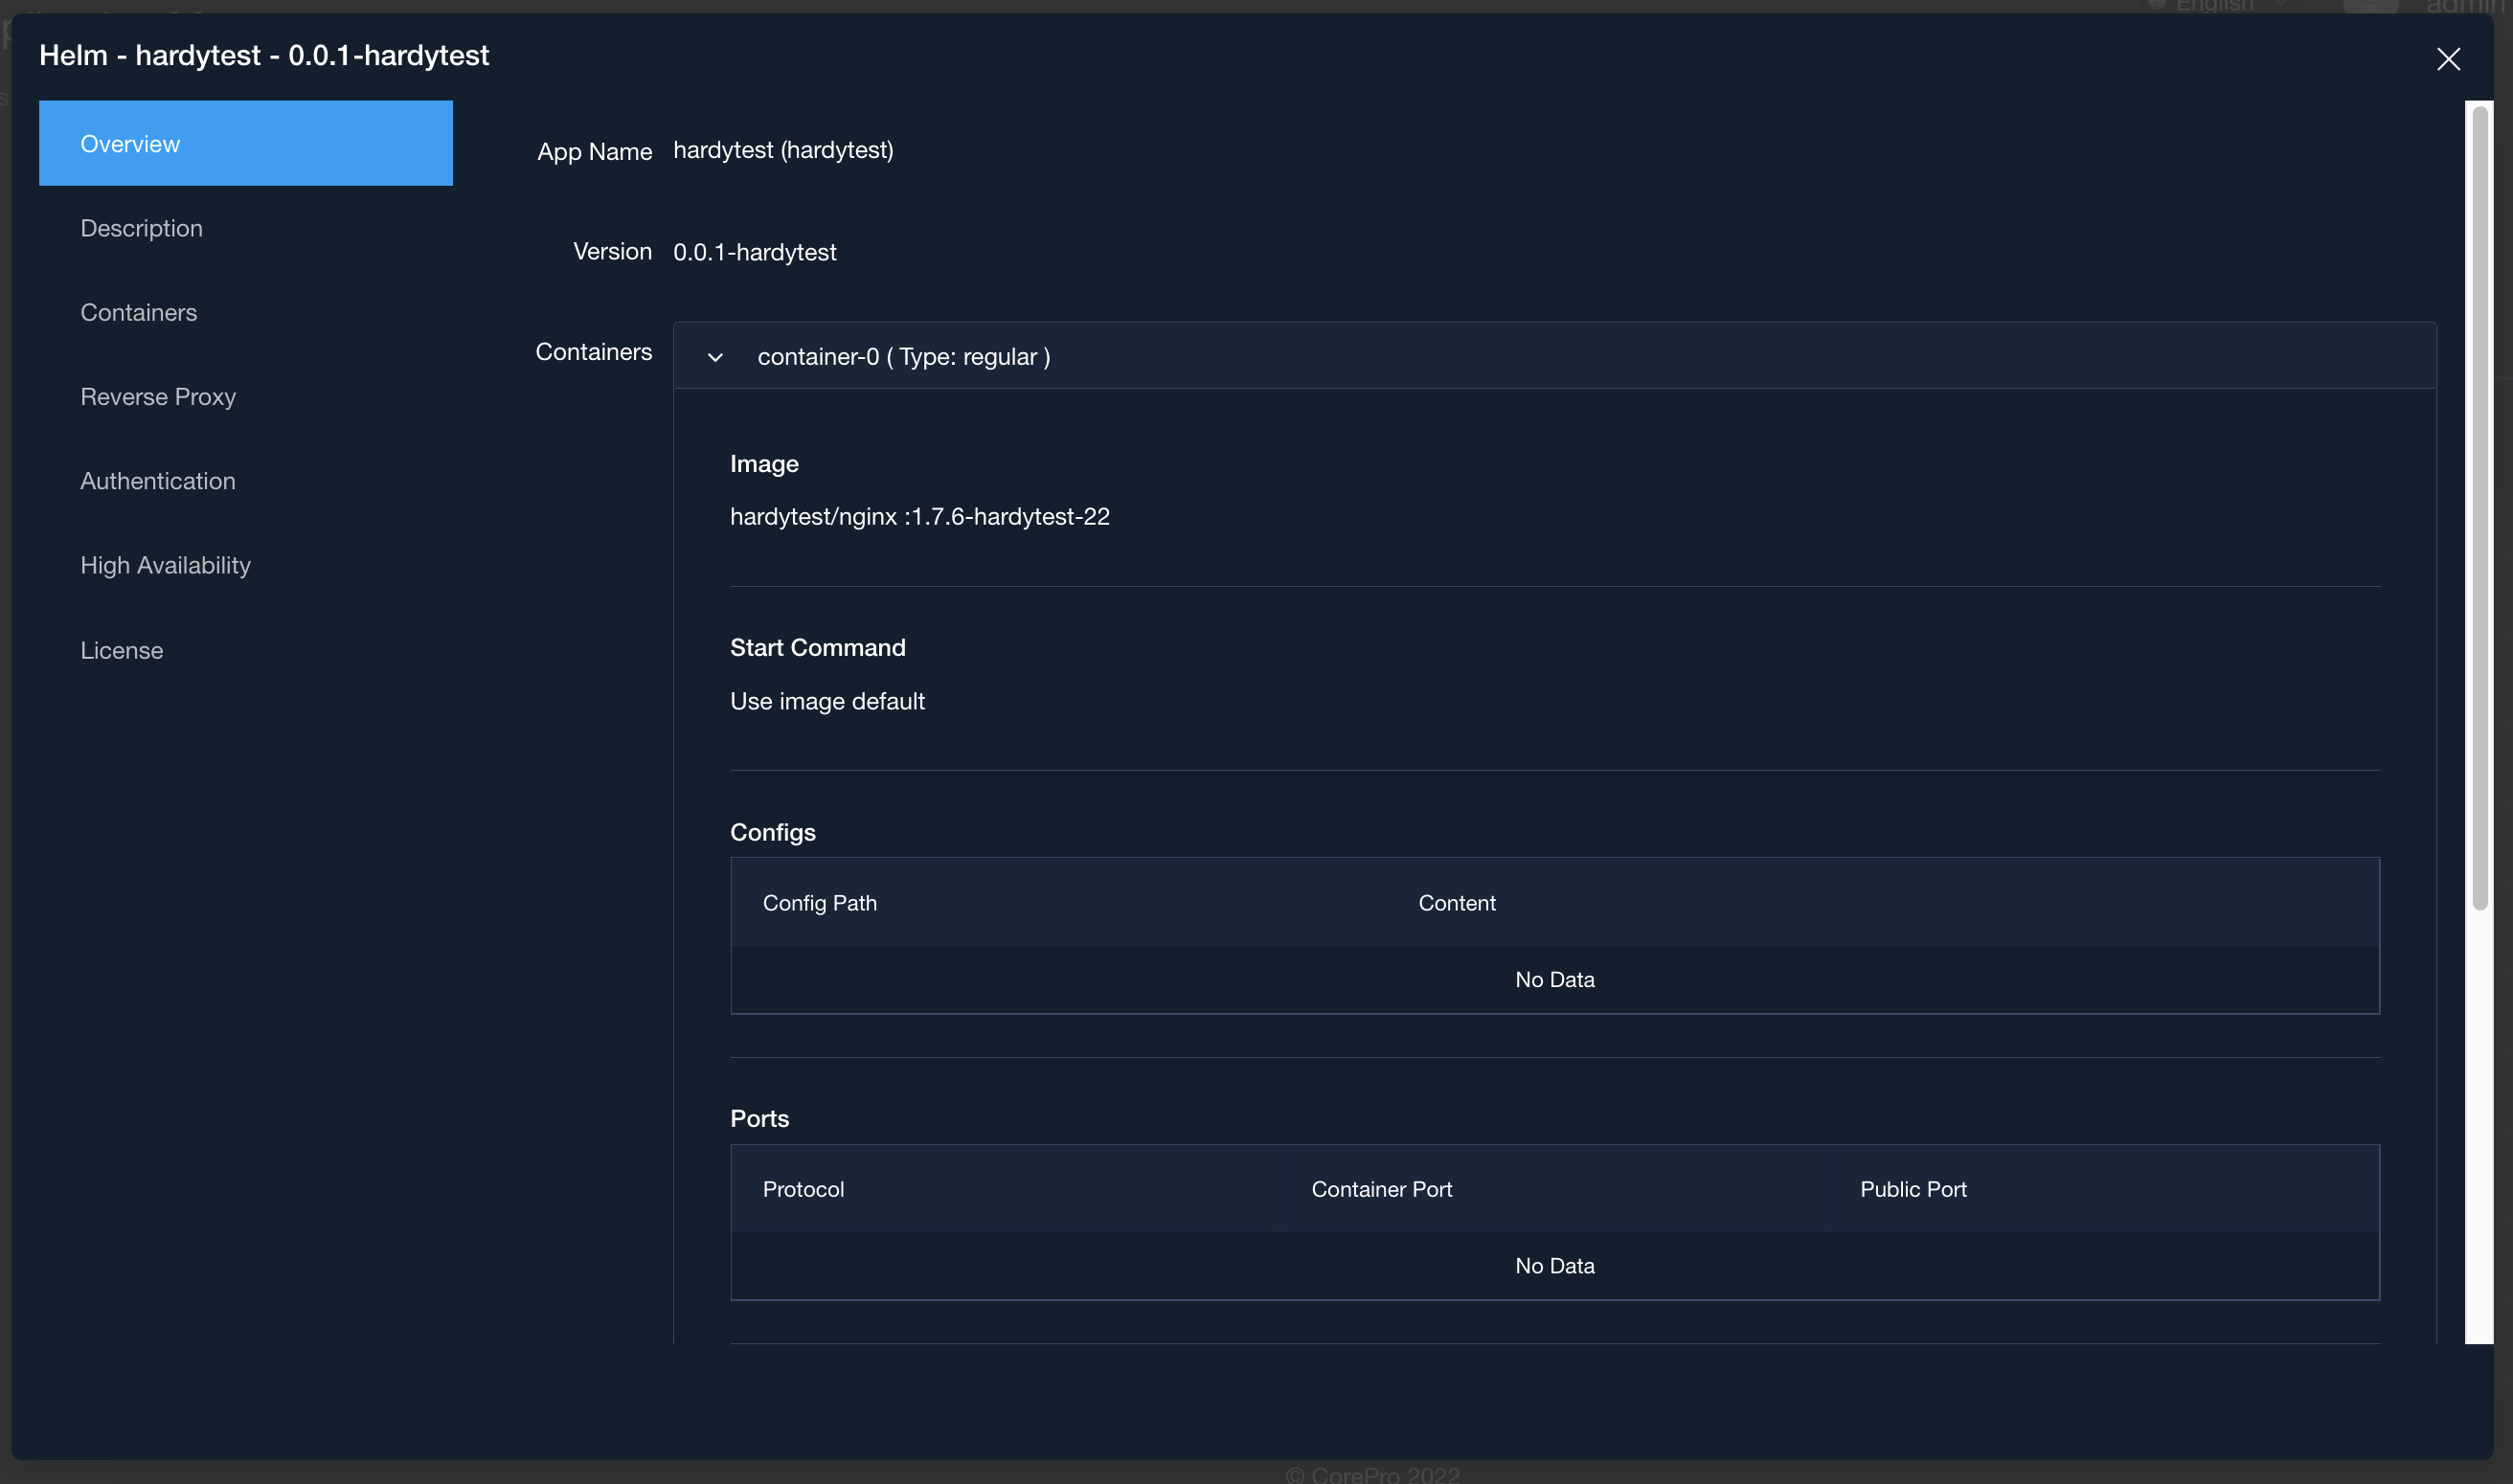 English
admin
Helm - hardytest - 0.0.1-hardytest
Overview
Description
Containers
Reverse Proxy
Authentication
High Availability
License
App Name hardytest (hardytest)
Version 0.0.1-hardytest
Containers
container-0 ( Type: regular )
Image
hardytest/nginx :1.7.6-hardytest-22
Start Command
Use image default
Configs
Config Path Content
No Data
Ports
Protocol Container Port Public Port
No Data
© CorePro 2022